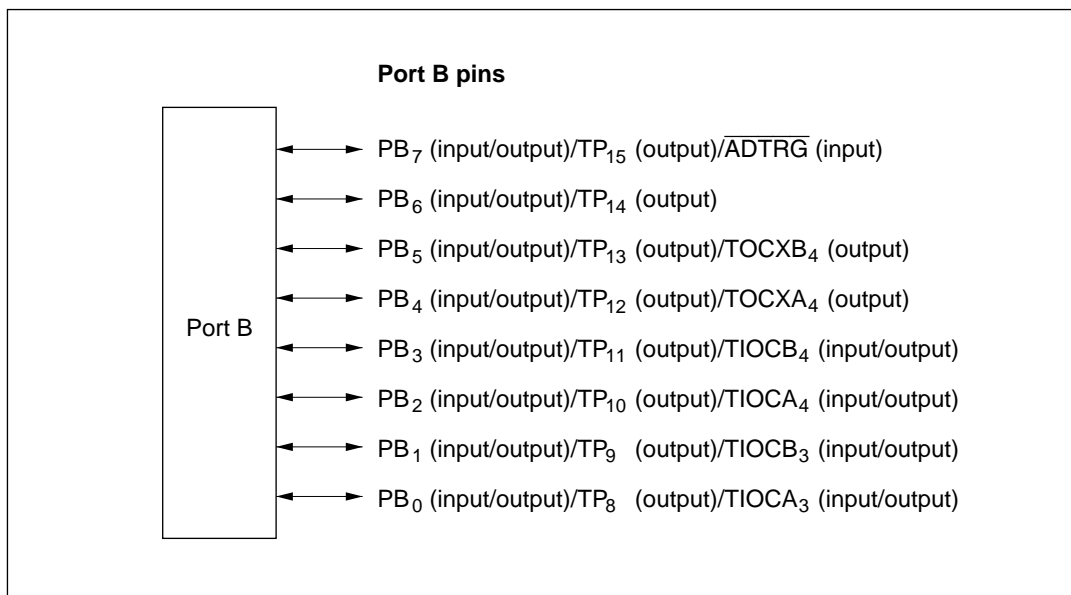 Port B pins
PB₇ (input/output)/TP₁₅ (output)/A̅D̅T̅R̅G̅ (input)
PB₆ (input/output)/TP₁₄ (output)
PB₅ (input/output)/TP₁₃ (output)/TOCXB₄ (output)
PB₄ (input/output)/TP₁₂ (output)/TOCXA₄ (output)
Port B
PB₃ (input/output)/TP₁₁ (output)/TIOCB₄ (input/output)
PB₂ (input/output)/TP₁₀ (output)/TIOCA₄ (input/output)
PB₁ (input/output)/TP₉ (output)/TIOCB₃ (input/output)
PB₀ (input/output)/TP₈ (output)/TIOCA₃ (input/output)